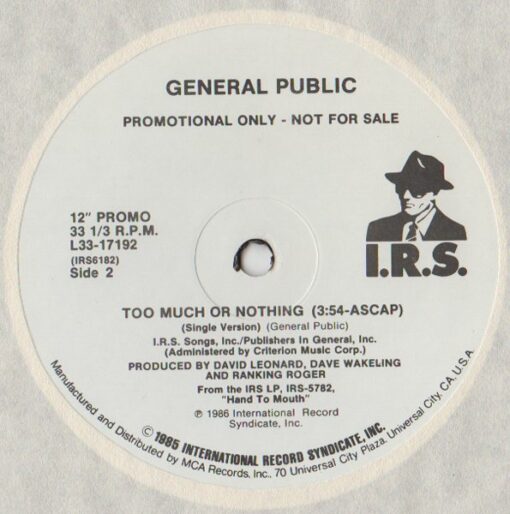 GENERAL PUBLIC
PROMOTIONAL ONLY - NOT FOR SALE
12" PROMO
33 1/3 R.P.M.
L33-17192
(IRS6182)
Side 2
I.R.S.
TOO MUCH OR NOTHING (3:54-ASCAP)
(Single Version) (General Public)
I.R.S. Songs, Inc./Publishers In General, Inc.
(Administered by Criterion Music Corp.)
PRODUCED BY DAVID LEONARD, DAVE WAKELING
AND RANKING ROGER
From the IRS LP, IRS-5782,
"Hand To Mouth"
℗ 1986 International Record
Syndicate, Inc.
© 1985 INTERNATIONAL RECORD SYNDICATE, INC.
Manufactured and Distributed by MCA Records, Inc., 70 Universal City Plaza, Universal City, CA, U.S.A.